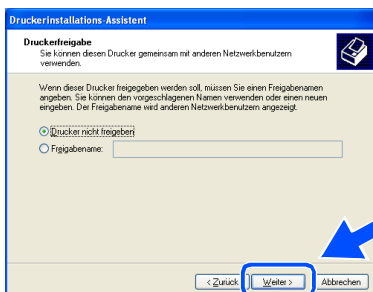 Druckerinstallations-Assistent
Druckerfreigabe
Sie können diesen Drucker gemeinsam mit anderen Netzwerkbenutzern
verwenden.
Wenn dieser Drucker freigegeben werden soll, müssen Sie einen Freigabenamen
angeben. Sie können den vorgeschlagenen Namen verwenden oder einen neuen
eingeben. Der Freigabename wird anderen Netzwerkbenutzern angezeigt.
Drucker nicht freigeben
Freigabename:
< Zurück Weiter > Abbrechen